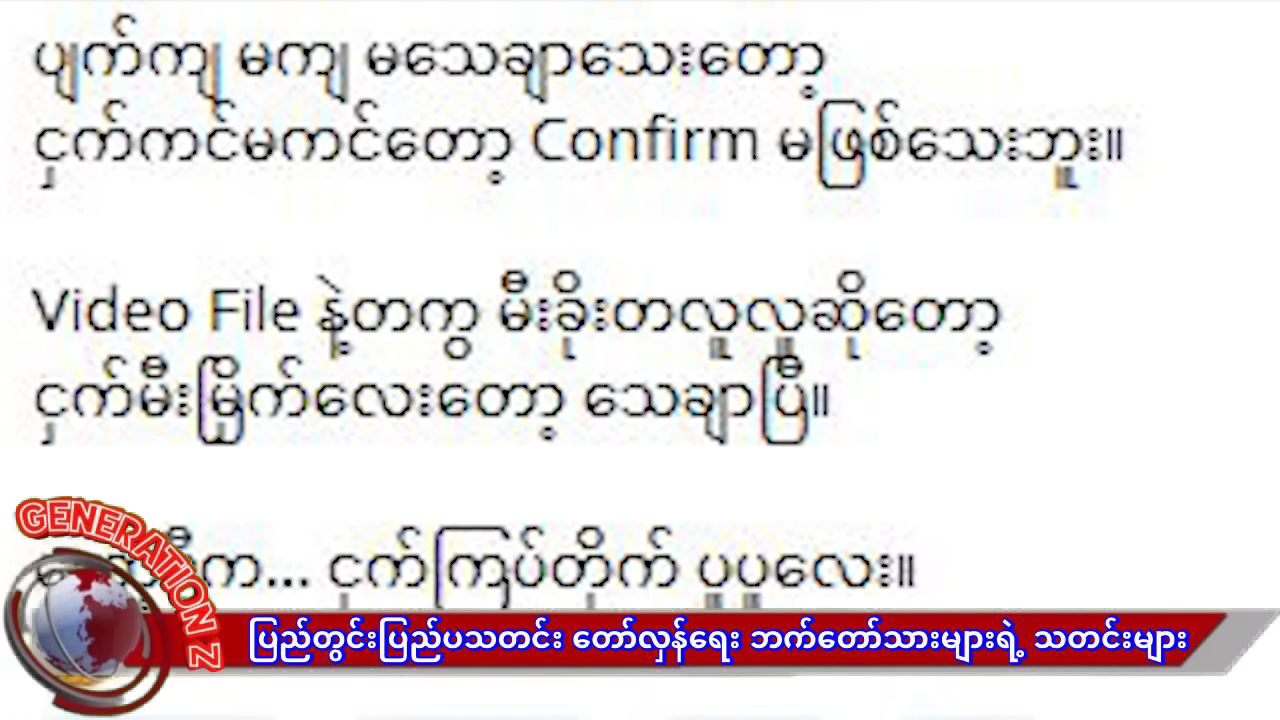 ပျက်ကျ မကျ မသေချာသေးတော့
ငှက်ကင်မကင်တော့ Confirm မဖြစ်သေးဘူး။
Video File နဲ့တကွ မီးခိုးတလူလူဆိုတော့
ငှက်မီးမြှိုက်လေးတော့ သေချာပြီ။
က... ငှက်ကြပ်တိုက် ပူပူလေး။
GENERATION Z
ပြည်တွင်းပြည်ပသတင်း တော်လှန်ရေး ဘက်တော်သားများရဲ့ သတင်းများ